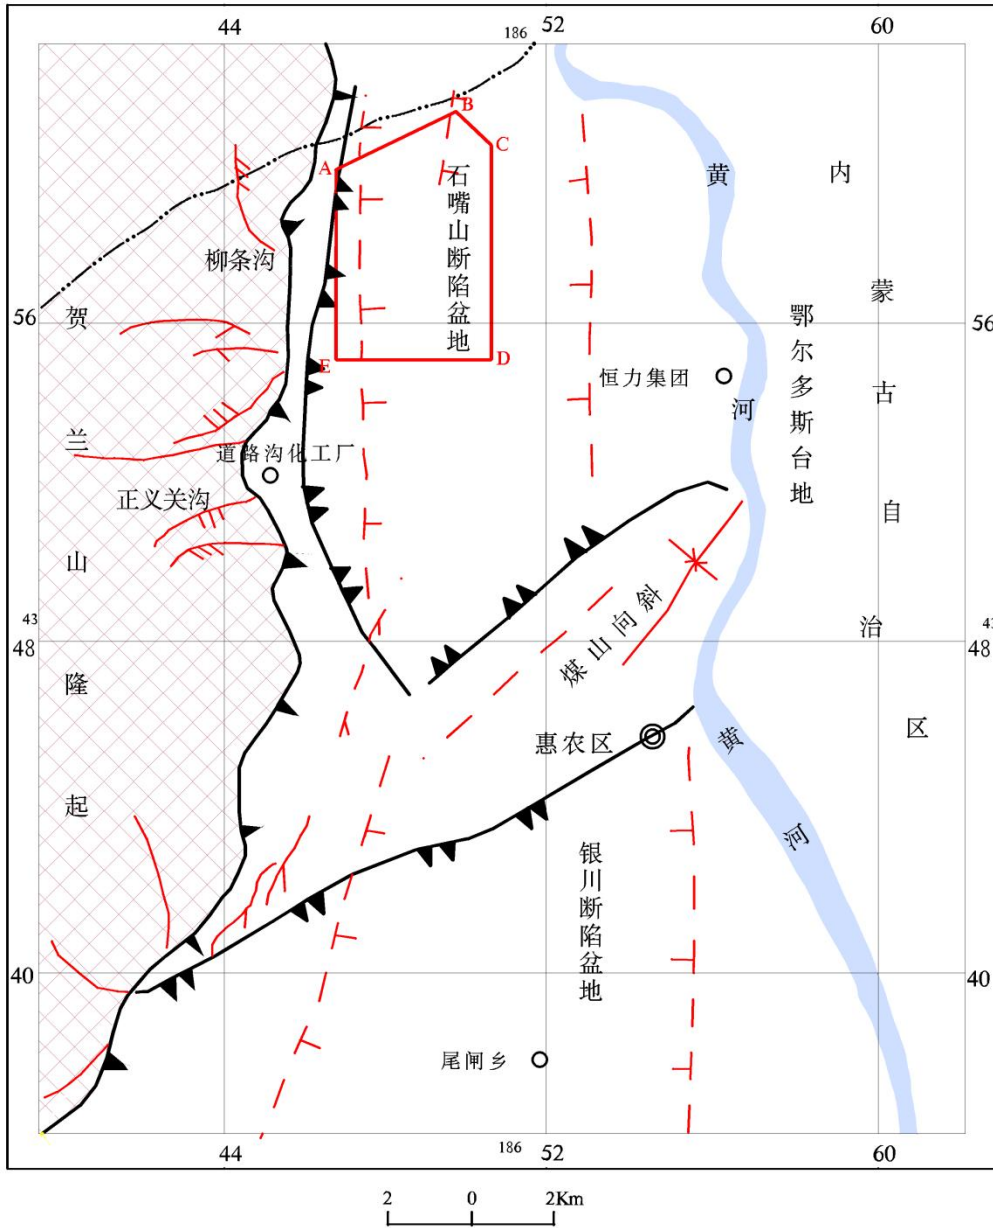 44
186
52
60
B
A
C
石嘴山断陷盆地
黄河
内蒙古自治区
柳条沟
贺兰山隆起
56
56
鄂尔多斯台地
E
D
恒力集团
道路沟化工厂
正义关沟
43
48
煤山向斜
43
48
惠农区
黄河
银川断陷盆地
40
40
尾闸乡
44
186
52
60
2
0
2Km